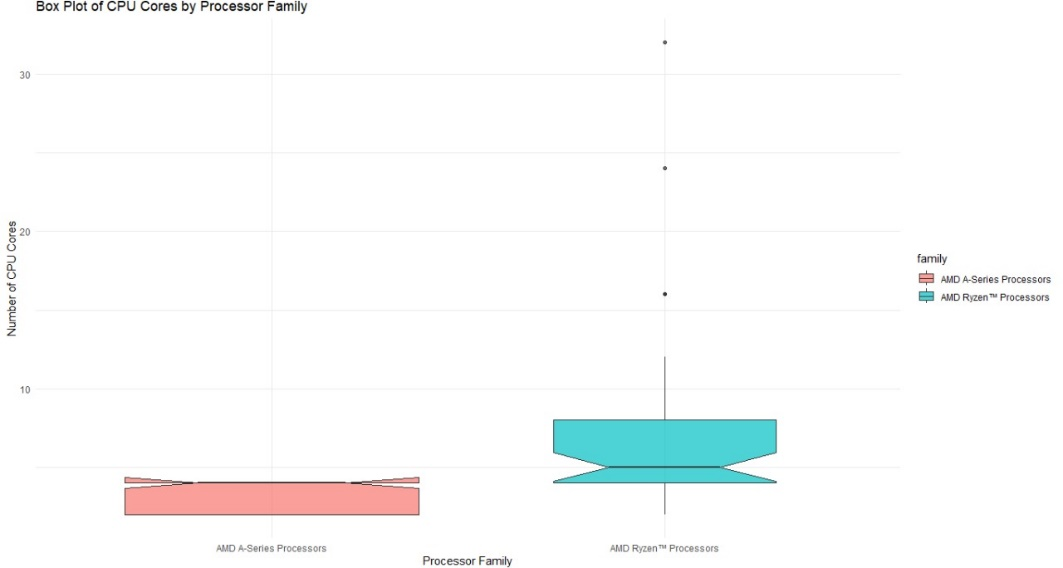 Box Plot of CPU Cores by Processor Family
30
20
10
Number of CPU Cores
AMD A-Series Processors
AMD Ryzen™ Processors
Processor Family
family
AMD A-Series Processors
AMD Ryzen™ Processors